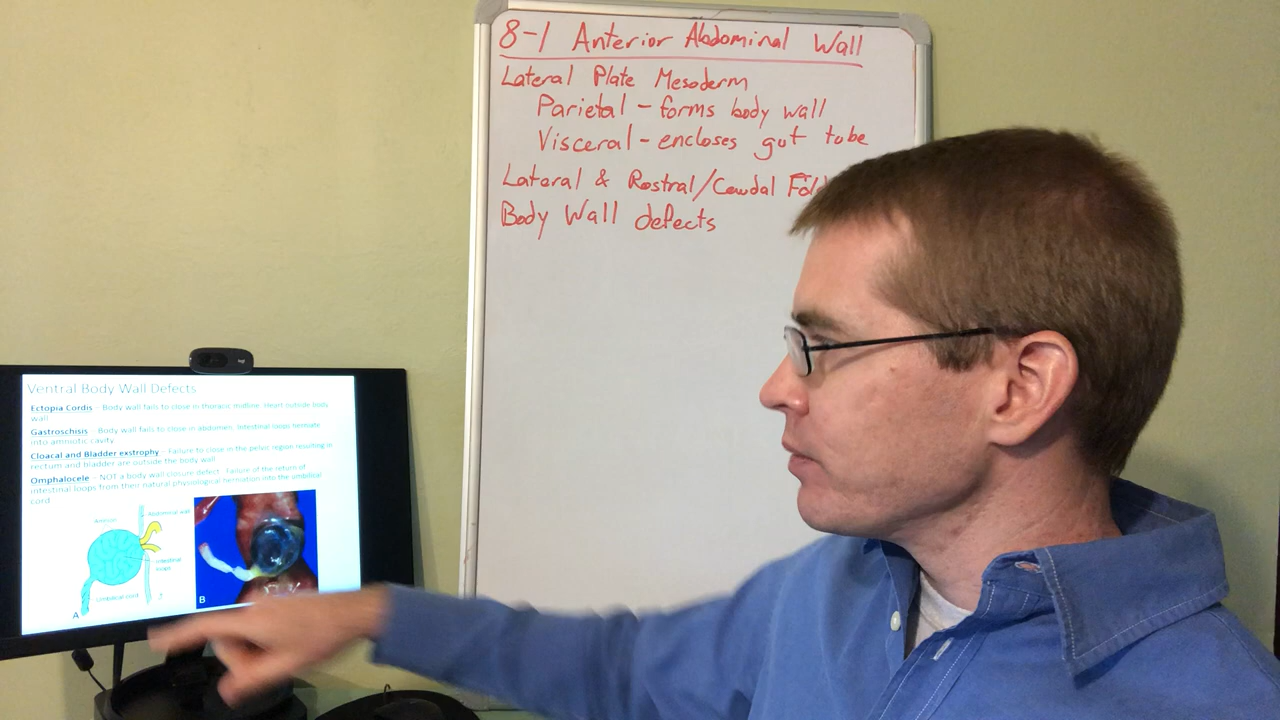 8-1 Anterior Abdominal Wall
Lateral Plate Mesoderm
Parietal - forms body wall
Visceral - encloses gut tube
Lateral & Rostral/Caudal Fold
Body Wall defects
Ventral Body Wall Defects
Ectopia Cordis - Body wall fails to close in thoracic midline. Heart outside body
wall
Gastroschisis - Body wall fails to close in abdomen. Intestinal loops herniate
into amniotic cavity.
Cloacal and Bladder exstrophy - Failure to close in the pelvic region resulting in
rectum and bladder are outside the body wall
Omphalocele - NOT a body wall closure defect. Failure of the return of
intestinal loops from their natural physiological herniation into the umbilical
cord.
Amnion
Abdominal wall
Intestinal
loops
Umbilical cord
A
B